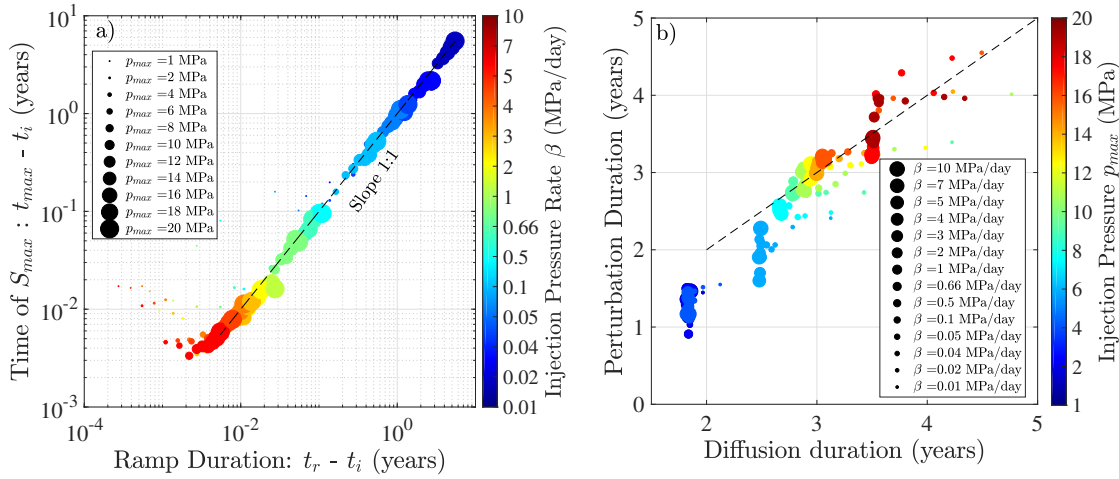 a)
10^1
10^0
10^-1
10^-2
10^-3
10^-4
10^-2
10^0
Time of S_max : t_max - t_i (years)
Ramp Duration: t_r - t_i (years)
p_max =1 MPa
p_max =2 MPa
p_max =4 MPa
p_max =6 MPa
p_max =8 MPa
p_max =10 MPa
p_max =12 MPa
p_max =14 MPa
p_max =16 MPa
p_max =18 MPa
p_max =20 MPa
Slope 1:1
10
7
5
4
3
2
1
0.66
0.5
0.1
0.05
0.04
0.02
0.01
Injection Pressure Rate β (MPa/day)
b)
5
4
3
2
1
0
2
3
4
5
Perturbation Duration (years)
Diffusion duration (years)
β =10 MPa/day
β =7 MPa/day
β =5 MPa/day
β =4 MPa/day
β =3 MPa/day
β =2 MPa/day
β =1 MPa/day
β =0.66 MPa/day
β =0.5 MPa/day
β =0.1 MPa/day
β =0.05 MPa/day
β =0.04 MPa/day
β =0.02 MPa/day
β =0.01 MPa/day
20
18
16
14
12
10
8
6
4
2
1
Injection Pressure p_max (MPa)